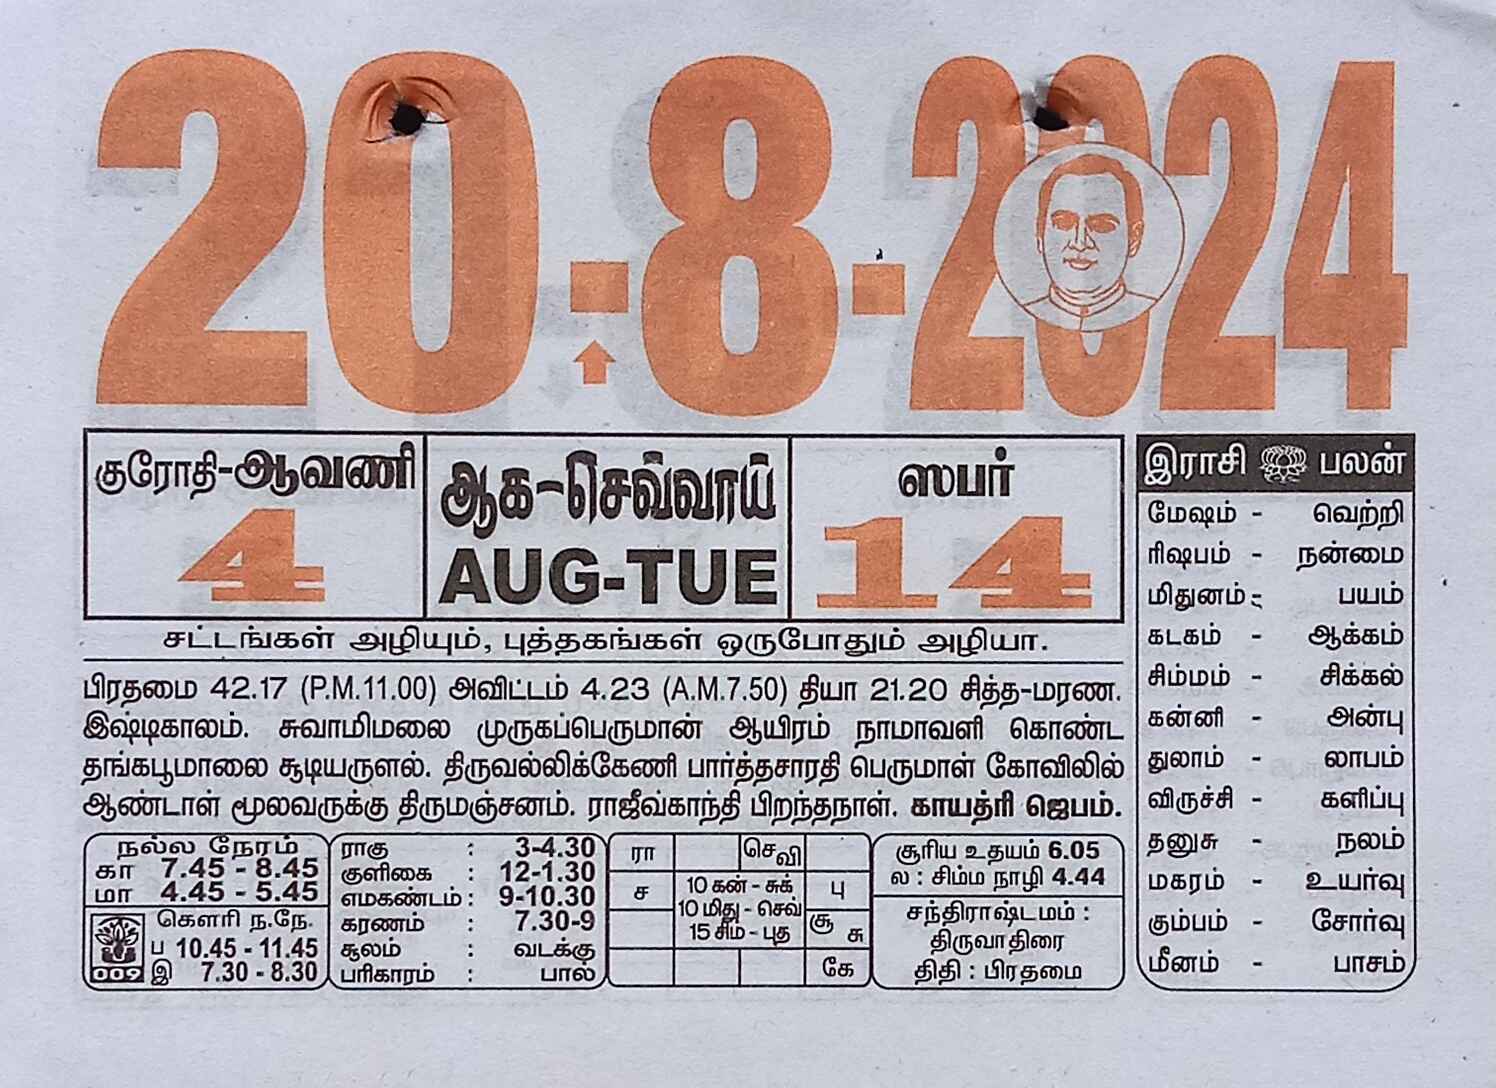 20-8-2024
குரோதி-ஆவணி
4
ஆக-செவ்வாய்
AUG-TUE
ஸபர்
14
சட்டங்கள் அழியும், புத்தகங்கள் ஒருபோதும் அழியா.
பிரதமை 42.17 (P.M.11.00) அவிட்டம் 4.23 (A.M.7.50) தியா 21.20 சித்த-மரண.
இஷ்டிகாலம். சுவாமிமலை முருகப்பெருமான் ஆயிரம் நாமாவளி கொண்ட
தங்கபூமாலை சூடியருளல். திருவல்லிக்கேணி பார்த்தசாரதி பெருமாள் கோவிலில்
ஆண்டாள் மூலவருக்கு திருமஞ்சனம். ராஜீவ்காந்தி பிறந்தநாள். காயத்ரி ஜெபம்.
நல்ல நேரம்
கா 7.45 - 8.45
மா 4.45 - 5.45
கௌரி ந.நே.
ப 10.45 - 11.45
இ 7.30 - 8.30
009
ராகு : 3-4.30
குளிகை : 12-1.30
எமகண்டம் : 9-10.30
கரணம் : 7.30-9
சூலம் : வடக்கு
பரிகாரம் : பால்
ரா செவி
ச 10 கன் - சுக் பு
10 மிது - செவ்
15 சிம் - புத சூ சு
கே
சூரிய உதயம் 6.05
ல : சிம்ம நாழி 4.44
சந்திராஷ்டமம் :
திருவாதிரை
திதி : பிரதமை
இராசி பலன்
மேஷம் - வெற்றி
ரிஷபம் - நன்மை
மிதுனம் - பயம்
கடகம் - ஆக்கம்
சிம்மம் - சிக்கல்
கன்னி - அன்பு
துலாம் - லாபம்
விருச்சி - களிப்பு
தனுசு - நலம்
மகரம் - உயர்வு
கும்பம் - சோர்வு
மீனம் - பாசம்